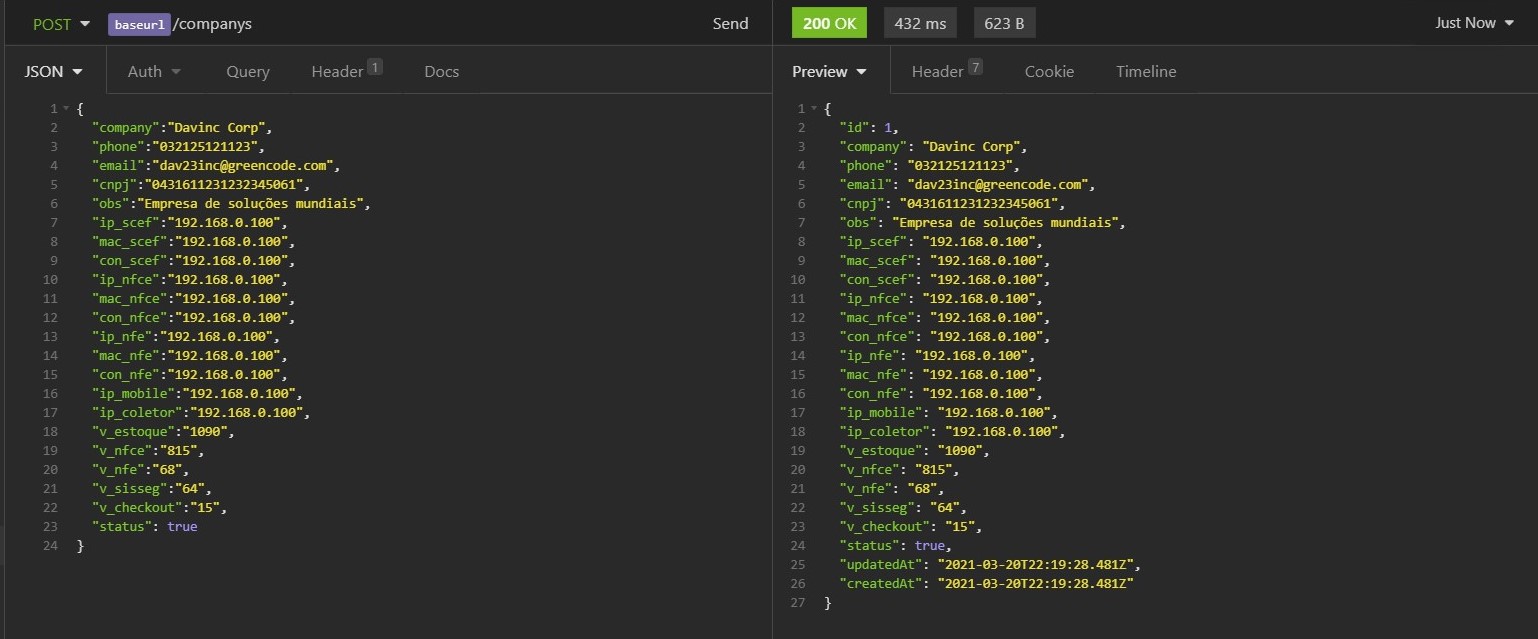 POST baseurl/companys Send
JSON Auth Query Header 1 Docs
1 {
2 "company":"Davinc Corp",
3 "phone":"032125121123",
4 "email":"dav23inc@greencode.com",
5 "cnpj":"0431611231232345061",
6 "obs":"Empresa de soluções mundiais",
7 "ip_scef":"192.168.0.100",
8 "mac_scef":"192.168.0.100",
9 "con_scef":"192.168.0.100",
10 "ip_nfce":"192.168.0.100",
11 "mac_nfce":"192.168.0.100",
12 "con_nfce":"192.168.0.100",
13 "ip_nfe":"192.168.0.100",
14 "mac_nfe":"192.168.0.100",
15 "con_nfe":"192.168.0.100",
16 "ip_mobile":"192.168.0.100",
17 "ip_coletor":"192.168.0.100",
18 "v_estoque":"1090",
19 "v_nfce":"815",
20 "v_nfe":"68",
21 "v_sisseg":"64",
22 "v_checkout":"15",
23 "status": true
24 }
200 OK 432 ms 623 B Just Now
Preview Header 7 Cookie Timeline
1 {
2 "id": 1,
3 "company": "Davinc Corp",
4 "phone": "032125121123",
5 "email": "dav23inc@greencode.com",
6 "cnpj": "0431611231232345061",
7 "obs": "Empresa de soluções mundiais",
8 "ip_scef": "192.168.0.100",
9 "mac_scef": "192.168.0.100",
10 "con_scef": "192.168.0.100",
11 "ip_nfce": "192.168.0.100",
12 "mac_nfce": "192.168.0.100",
13 "con_nfce": "192.168.0.100",
14 "ip_nfe": "192.168.0.100",
15 "mac_nfe": "192.168.0.100",
16 "con_nfe": "192.168.0.100",
17 "ip_mobile": "192.168.0.100",
18 "ip_coletor": "192.168.0.100",
19 "v_estoque": "1090",
20 "v_nfce": "815",
21 "v_nfe": "68",
22 "v_sisseg": "64",
23 "v_checkout": "15",
24 "status": true,
25 "updatedAt": "2021-03-20T22:19:28.481Z",
26 "createdAt": "2021-03-20T22:19:28.481Z"
27 }